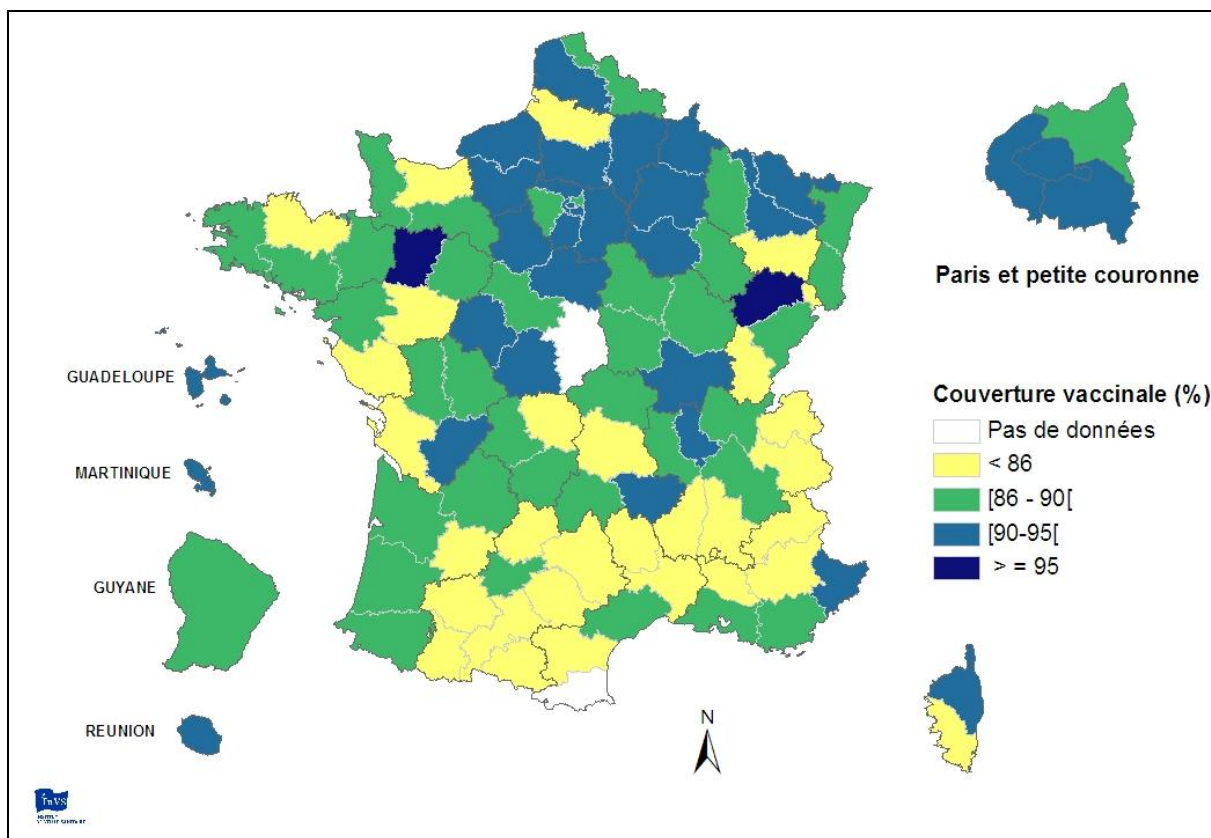 Paris et petite couronne
GUADELOUPE
MARTINIQUE
GUYANE
REUNION
Couverture vaccinale (%)
Pas de données
< 86
[86 - 90[
[90-95[
> = 95
N
InVS